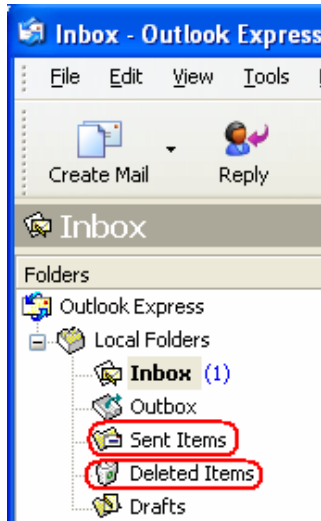 Inbox - Outlook Express
File Edit View Tools
Create Mail Reply
Inbox
Folders
Outlook Express
Local Folders
Inbox (1)
Outbox
Sent Items
Deleted Items
Drafts